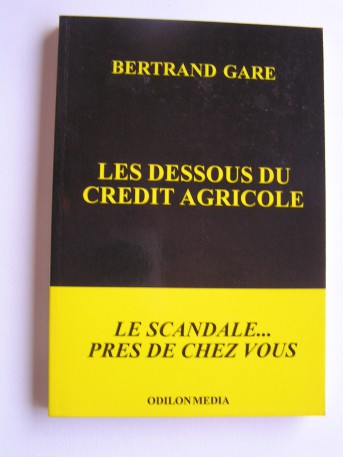 BERTRAND GARE
LES DESSOUS DU
CREDIT AGRICOLE
LE SCANDALE...
PRES DE CHEZ VOUS
ODILON MEDIA